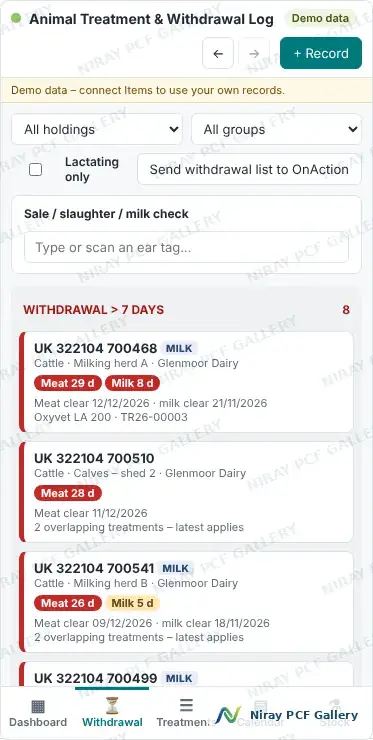 Animal Treatment & Withdrawal Log
Demo data
← → + Record
Demo data – connect Items to use your own records.
All holdings
All groups
Lactating only
Send withdrawal list to OnAction
Sale / slaughter / milk check
Type or scan an ear tag...
WITHDRAWAL > 7 DAYS 8
UK 322104 700468 MILK
Cattle · Milking herd A · Glenmoor Dairy
Meat 29 d Milk 8 d
Meat clear 12/12/2026 · milk clear 21/11/2026
Oxyvet LA 200 · TR26-00003
UK 322104 700510
Cattle · Calves – shed 2 · Glenmoor Dairy
Meat 28 d
Meat clear 11/12/2026
2 overlapping treatments – latest applies
UK 322104 700541 MILK
Cattle · Milking herd B · Glenmoor Dairy
Meat 26 d Milk 5 d
Meat clear 09/12/2026 · milk clear 18/11/2026
2 overlapping treatments – latest applies
UK 322104 700499 MILK
Dashboard Withdrawal Treatmen Calendar Stock
Niray PCF Gallery
NIRAY PCF GALLERY